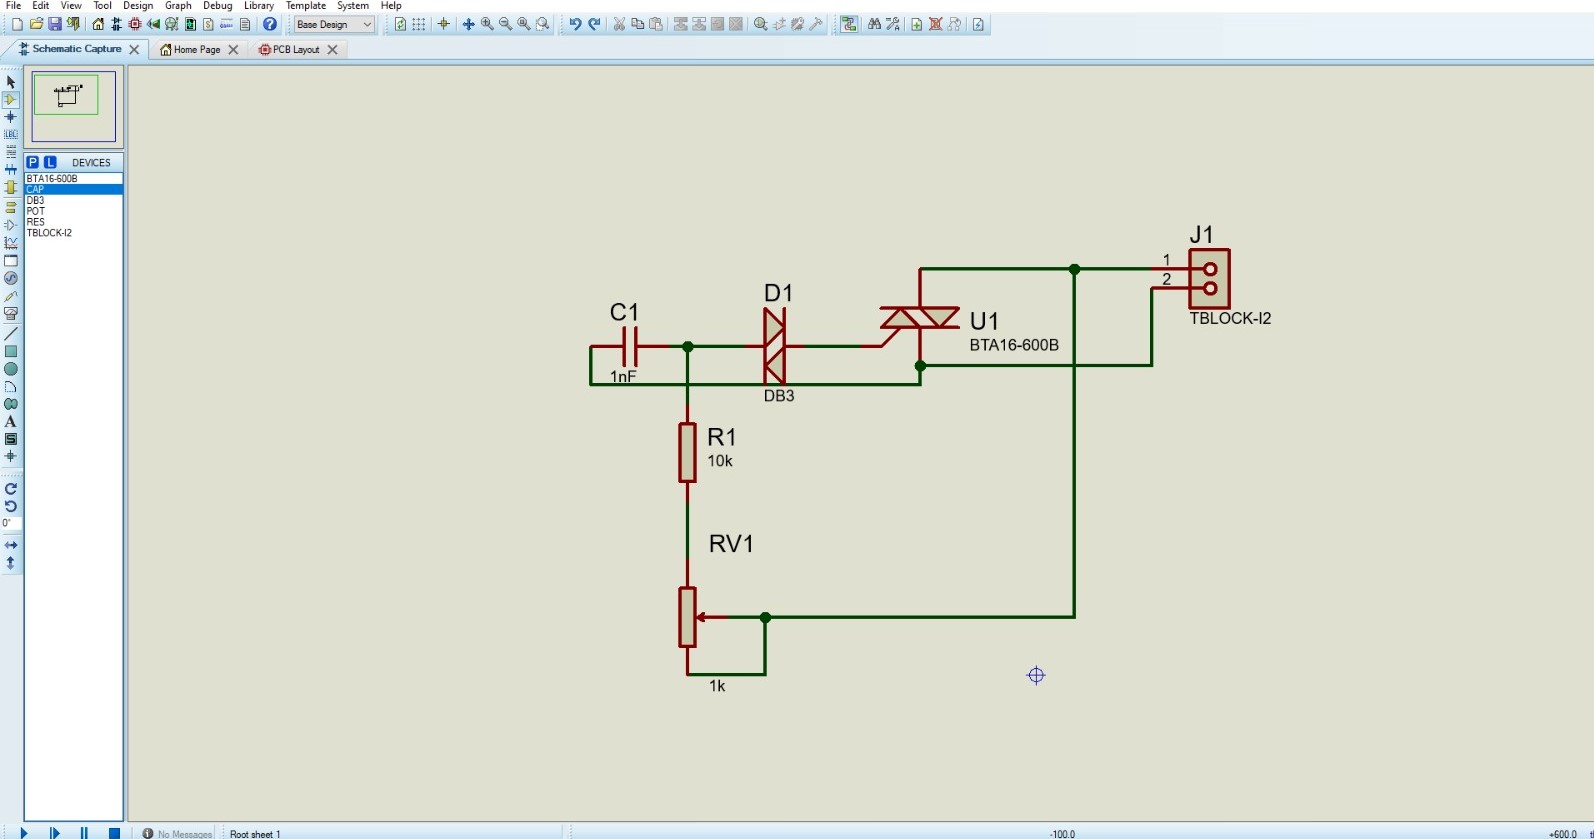 File Edit View Tool Design Graph Debug Library Template System Help
Base Design
Schematic Capture Home Page PCB Layout
P L DEVICES
BTA16-600B
CAP
DB3
POT
RES
TBLOCK-I2
LBL
A
S
0°
J1
1
2
TBLOCK-I2
D1
C1
U1
BTA16-600B
1nF
DB3
R1
10k
RV1
1k
No Messages Root sheet 1 -100.0 +600.0